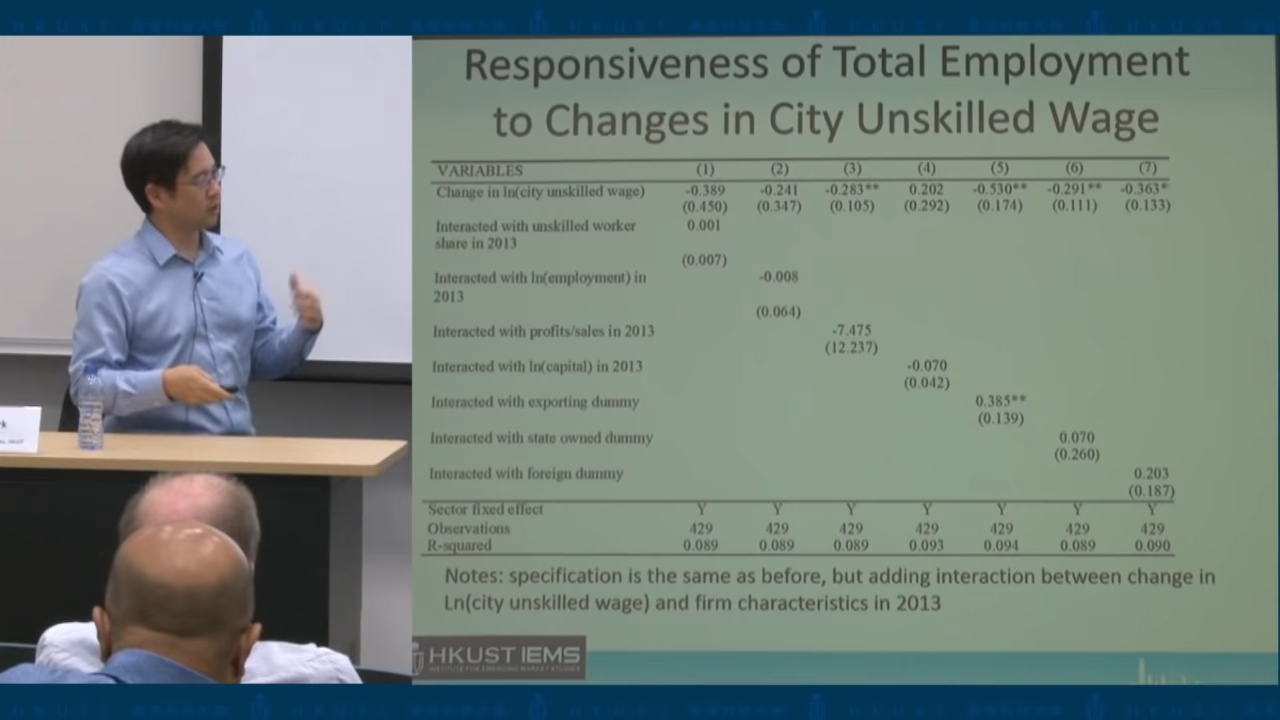 Responsiveness of Total Employment
to Changes in City Unskilled Wage
VARIABLES (1) (2) (3) (4) (5) (6) (7)
Change in ln(city unskilled wage) -0.389 -0.241 -0.283** 0.202 -0.530** -0.291** -0.363*
(0.450) (0.347) (0.105) (0.292) (0.174) (0.111) (0.133)
Interacted with unskilled worker 0.001
share in 2013
(0.007)
Interacted with ln(employment) in -0.008
2013
(0.064)
Interacted with profits/sales in 2013 -7.475
(12.237)
Interacted with ln(capital) in 2013 -0.070
(0.042)
Interacted with exporting dummy 0.385**
(0.139)
Interacted with state owned dummy 0.070
(0.260)
Interacted with foreign dummy 0.203
(0.187)
Sector fixed effect Y Y Y Y Y Y Y
Observations 429 429 429 429 429 429 429
R-squared 0.089 0.089 0.089 0.093 0.094 0.089 0.090
Notes: specification is the same as before, but adding interaction between change in
Ln(city unskilled wage) and firm characteristics in 2013
HKUST IEMS
INSTITUTE FOR EMERGING MARKET STUDIES